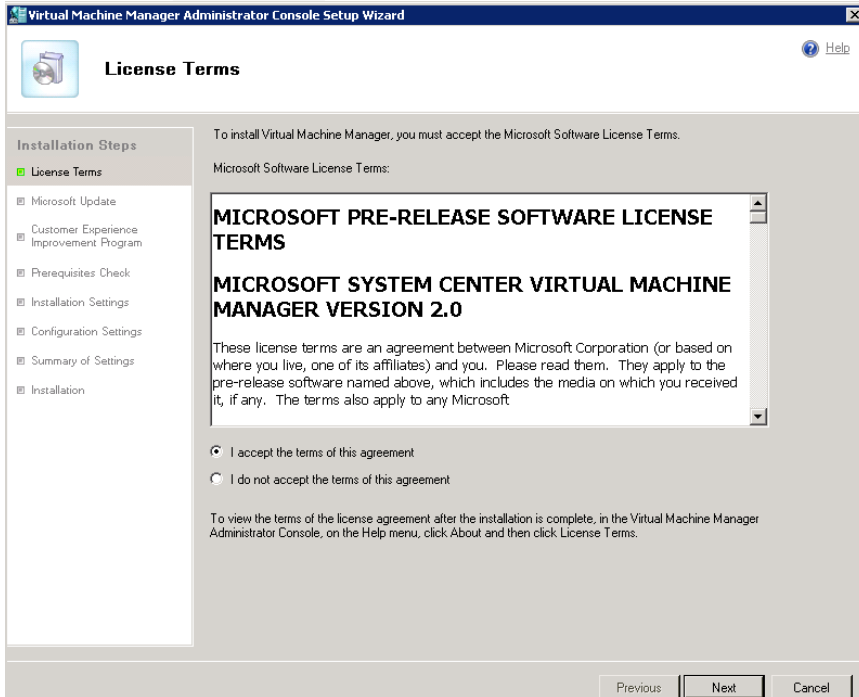 Virtual Machine Manager Administrator Console Setup Wizard
Help
License Terms
Installation Steps
License Terms
Microsoft Update
Customer Experience
Improvement Program
Prerequisites Check
Installation Settings
Configuration Settings
Summary of Settings
Installation
To install Virtual Machine Manager, you must accept the Microsoft Software License Terms.
Microsoft Software License Terms:
MICROSOFT PRE-RELEASE SOFTWARE LICENSE
TERMS
MICROSOFT SYSTEM CENTER VIRTUAL MACHINE
MANAGER VERSION 2.0
These license terms are an agreement between Microsoft Corporation (or based on
where you live, one of its affiliates) and you.  Please read them.  They apply to the
pre-release software named above, which includes the media on which you received
it, if any.  The terms also apply to any Microsoft
I accept the terms of this agreement
I do not accept the terms of this agreement
To view the terms of the license agreement after the installation is complete, in the Virtual Machine Manager
Administrator Console, on the Help menu, click About and then click License Terms.
Previous
Next
Cancel